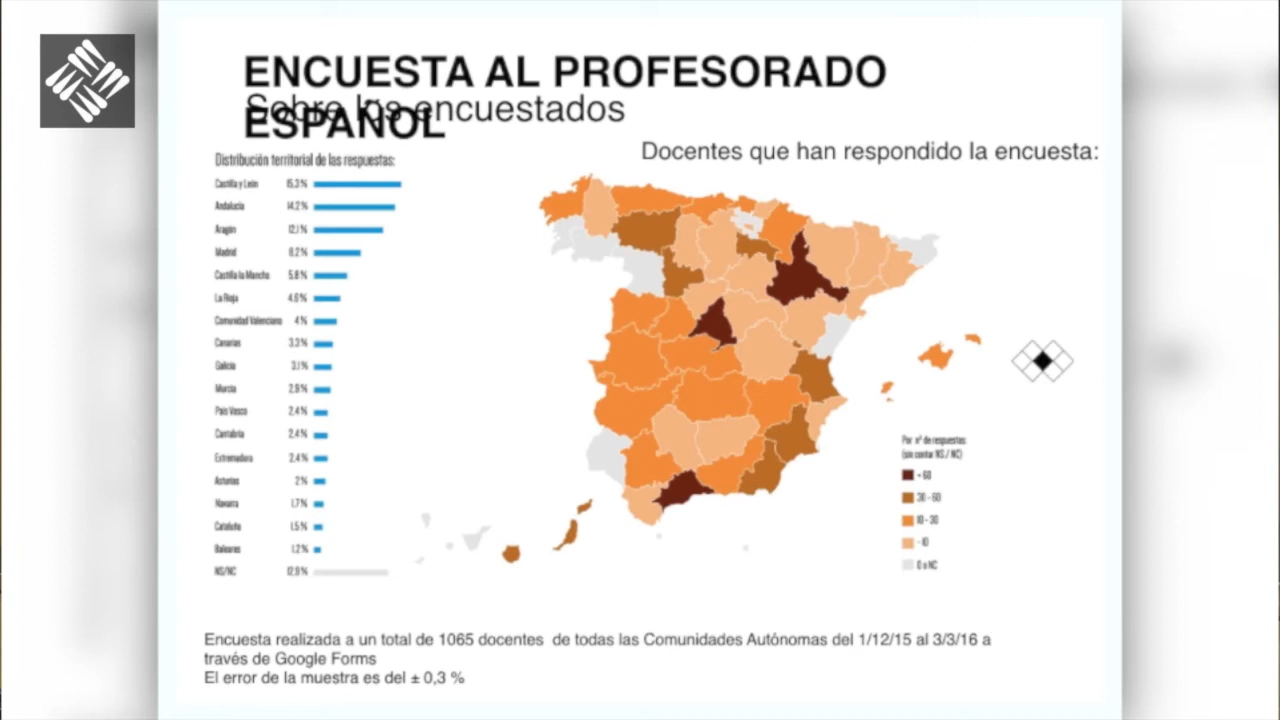 ENCUESTA AL PROFESORADO
ESPAÑOL
Sobre los encuestados
Docentes que han respondido la encuesta:
Distribución territorial de las respuestas:
Castilla y León 15,3%
Andalucía 14.2%
Aragón 12,1%
Madrid 8.2%
Castilla la Mancha 5.8%
La Rioja 4.6%
Comunidad Valenciana 4%
Canarias 3.3%
Galicia 3,1%
Murcia 2.9%
País Vasco 2.4%
Cantabria 2.4%
Extremadura 2.4%
Asturias 2%
Navarra 1.7%
Cataluña 1.5%
Baleares 1.2%
NS/NC 12.9%
Por nº de respuestas
(sin contar NS / NC)
+ 60
30 - 60
10 - 30
- 10
0 o NC
Encuesta realizada a un total de 1065 docentes de todas las Comunidades Autónomas del 1/12/15 al 3/3/16 a
través de Google Forms
El error de la muestra es del ± 0,3 %